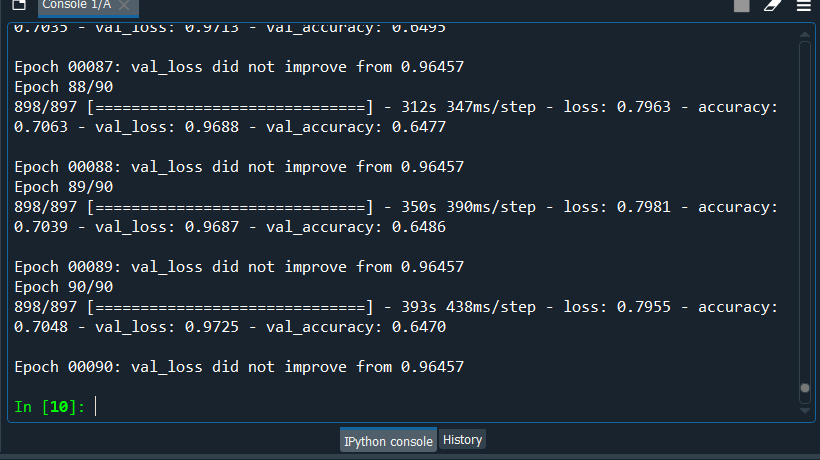 Console 1/A
0.7035 - val_loss: 0.9713 - val_accuracy: 0.6495
Epoch 00087: val_loss did not improve from 0.96457
Epoch 88/90
898/897 [==============================] - 312s 347ms/step - loss: 0.7963 - accuracy:
0.7063 - val_loss: 0.9688 - val_accuracy: 0.6477
Epoch 00088: val_loss did not improve from 0.96457
Epoch 89/90
898/897 [==============================] - 350s 390ms/step - loss: 0.7981 - accuracy:
0.7039 - val_loss: 0.9687 - val_accuracy: 0.6486
Epoch 00089: val_loss did not improve from 0.96457
Epoch 90/90
898/897 [==============================] - 393s 438ms/step - loss: 0.7955 - accuracy:
0.7048 - val_loss: 0.9725 - val_accuracy: 0.6470
Epoch 00090: val_loss did not improve from 0.96457
In [10]:
IPython console History